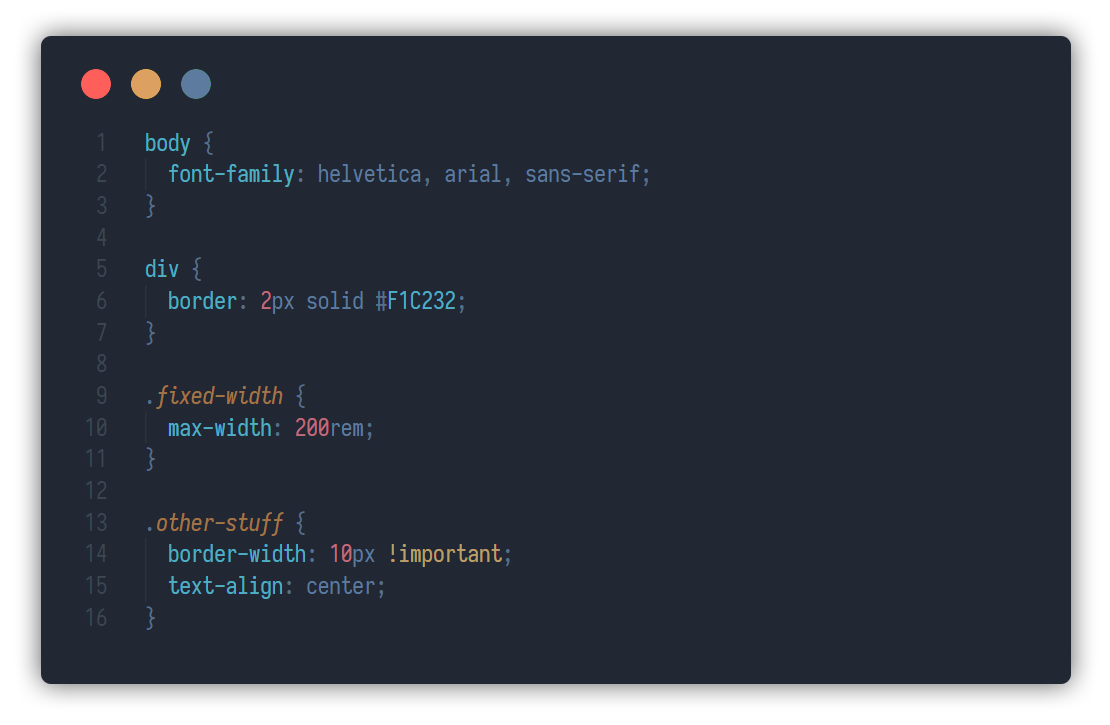 1 body {
2   font-family: helvetica, arial, sans-serif;
3 }
4
5 div {
6   border: 2px solid #F1C232;
7 }
8
9 .fixed-width {
10   max-width: 200rem;
11 }
12
13 .other-stuff {
14   border-width: 10px !important;
15   text-align: center;
16 }